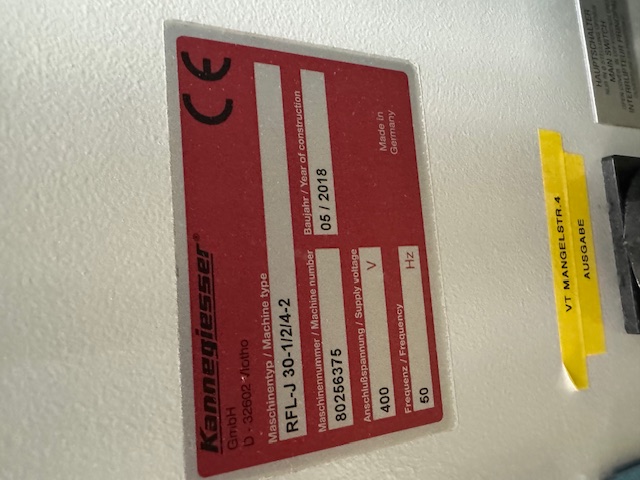 Kannegiesser®
GmbH
D - 32602 Vlotho
Maschinentyp / Machine type
RFL-J 30-1/2/4-2
Maschinennummer / Machine number
80256375
Baujahr / Year of construction
05 / 2018
Anschlußspannung / Supply voltage
400 V
Frequenz / Frequency
50 Hz
Made in
Germany
CE
VT MANGELSTR.4
AUSGABE
HAUPTSCHALTER
MAIN SWITCH